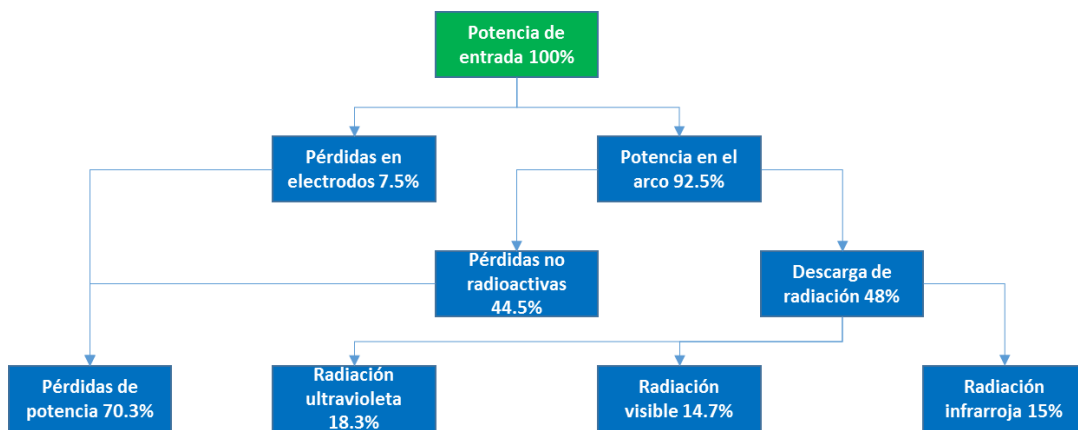 Potencia de
entrada 100%
Pérdidas en
electrodos 7.5%
Potencia en el
arco 92.5%
Pérdidas no
radioactivas
44.5%
Descarga de
radiación 48%
Pérdidas de
potencia 70.3%
Radiación
ultravioleta
18.3%
Radiación
visible 14.7%
Radiación
infrarroja 15%